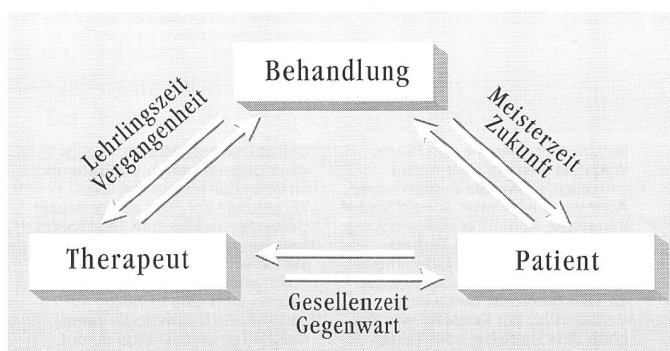 Behandlung
Lehrlingszeit
Vergangenheit
Meisterzeit
Zukunft
Therapeut
Patient
Gesellenzeit
Gegenwart